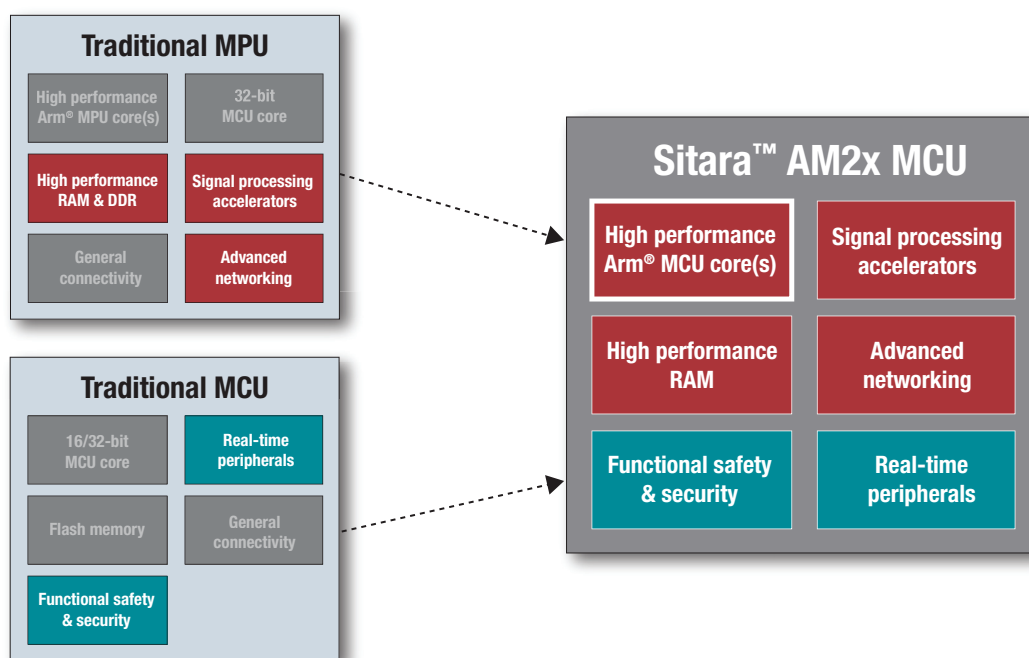 Traditional MPU
High performance
Arm® MPU core(s)
32-bit
MCU core
High performance
RAM & DDR
Signal processing
accelerators
General
connectivity
Advanced
networking
Traditional MCU
16/32-bit
MCU core
Real-time
peripherals
Flash memory
General
connectivity
Functional safety
& security
Sitara™ AM2x MCU
High performance
Arm® MCU core(s)
Signal processing
accelerators
High performance
RAM
Advanced
networking
Functional safety
& security
Real-time
peripherals